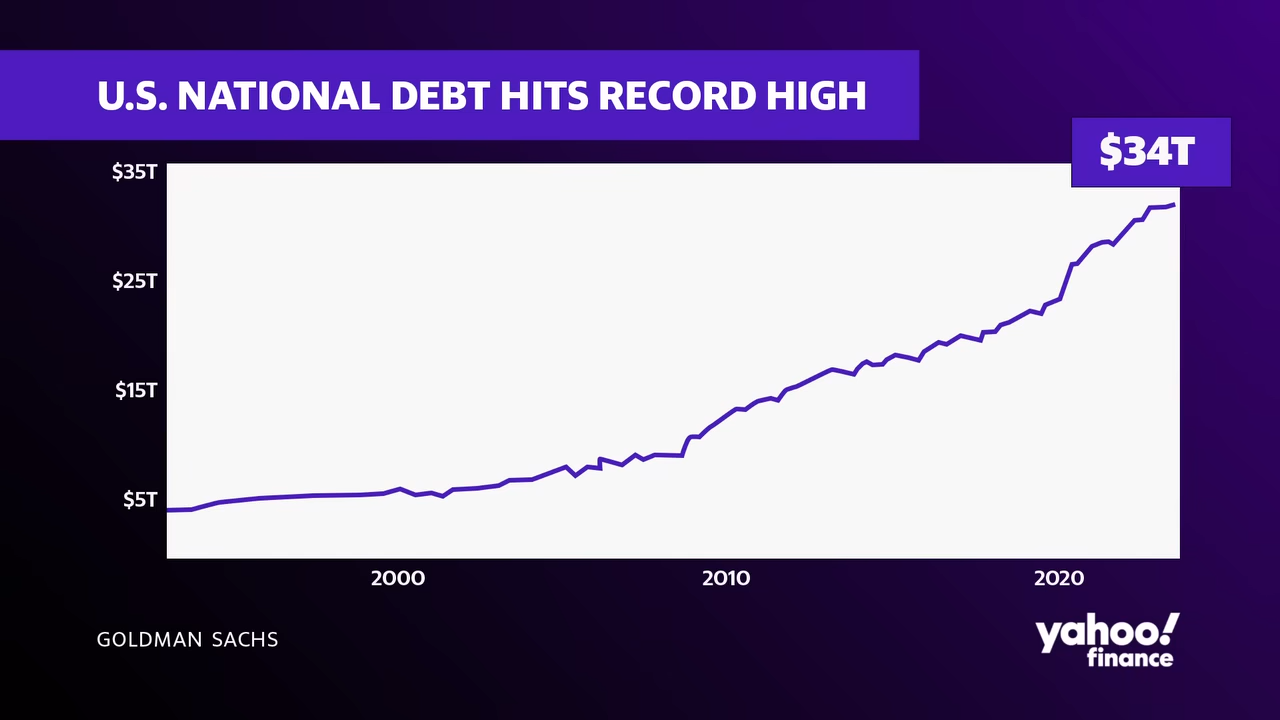 U.S. NATIONAL DEBT HITS RECORD HIGH
$34T
$35T
$25T
$15T
$5T
2000 2010 2020
GOLDMAN SACHS
yahoo!
finance